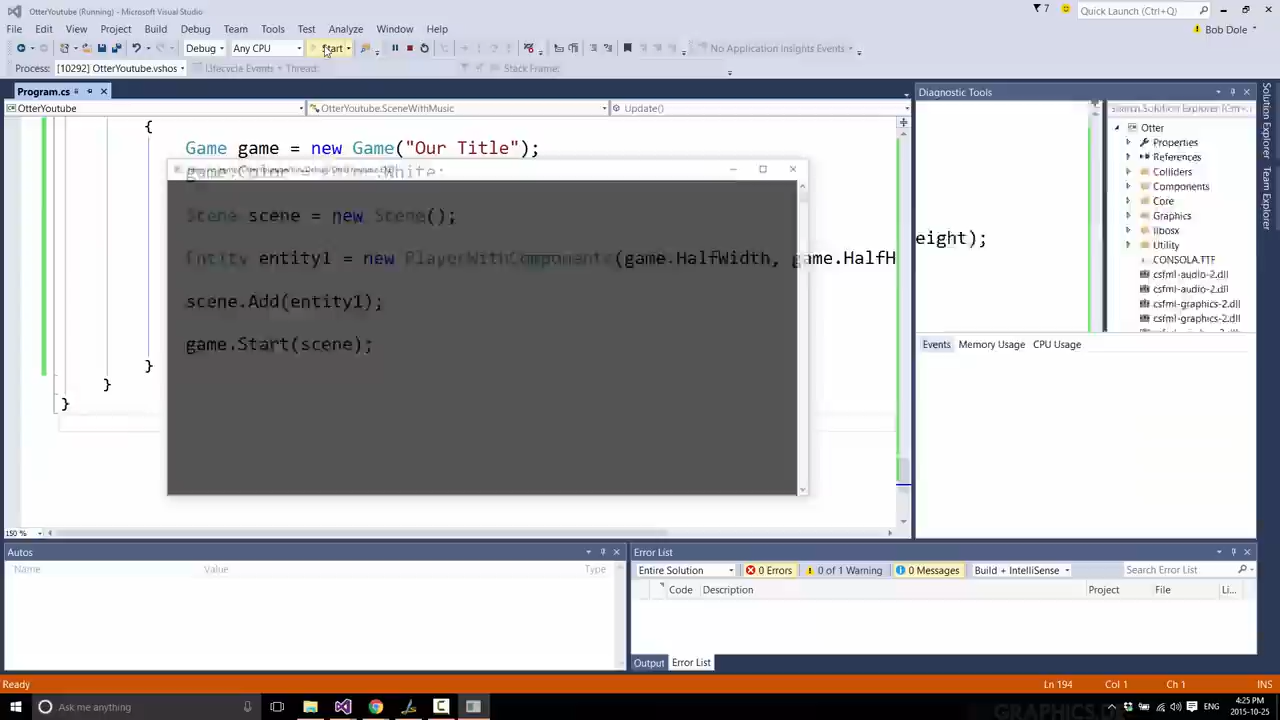 OtterYoutube (Running) - Microsoft Visual Studio
7
Quick Launch (Ctrl+Q)
File Edit View Project Build Debug Team Tools Test Analyze Window Help
Bob Dole
Debug Any CPU Start No Application Insights Events
Process: [10292] OtterYoutube.vshos Lifecycle Events Thread: Stack Frame:
Program.cs
OtterYoutube OtterYoutube.SceneWithMusic Update()
{
Game game = new Game("Our Title");
White;
Scene scene = new Scene();
Entity entity1 = new PlayerWithComponents(game.HalfWidth, game.HalfH
eight);
scene.Add(entity1);
game.Start(scene);
}
}
}
150 %
Diagnostic Tools
Events Memory Usage CPU Usage
Otter
Properties
References
Colliders
Components
Core
Graphics
libosx
Utility
CONSOLA.TTF
csfml-audio-2.dll
csfml-audio-2.dll
csfml-graphics-2.dll
csfml-graphics-2.dll
Solution Explorer
Team Explorer
Autos
Name Value Type
Error List
Entire Solution 0 Errors 0 of 1 Warning 0 Messages Build + IntelliSense Search Error List
Code Description Project File Li...
Output Error List
Ready Ln 194 Col 1 Ch 1 INS
Ask me anything
ENG
4:25 PM
2015-10-25